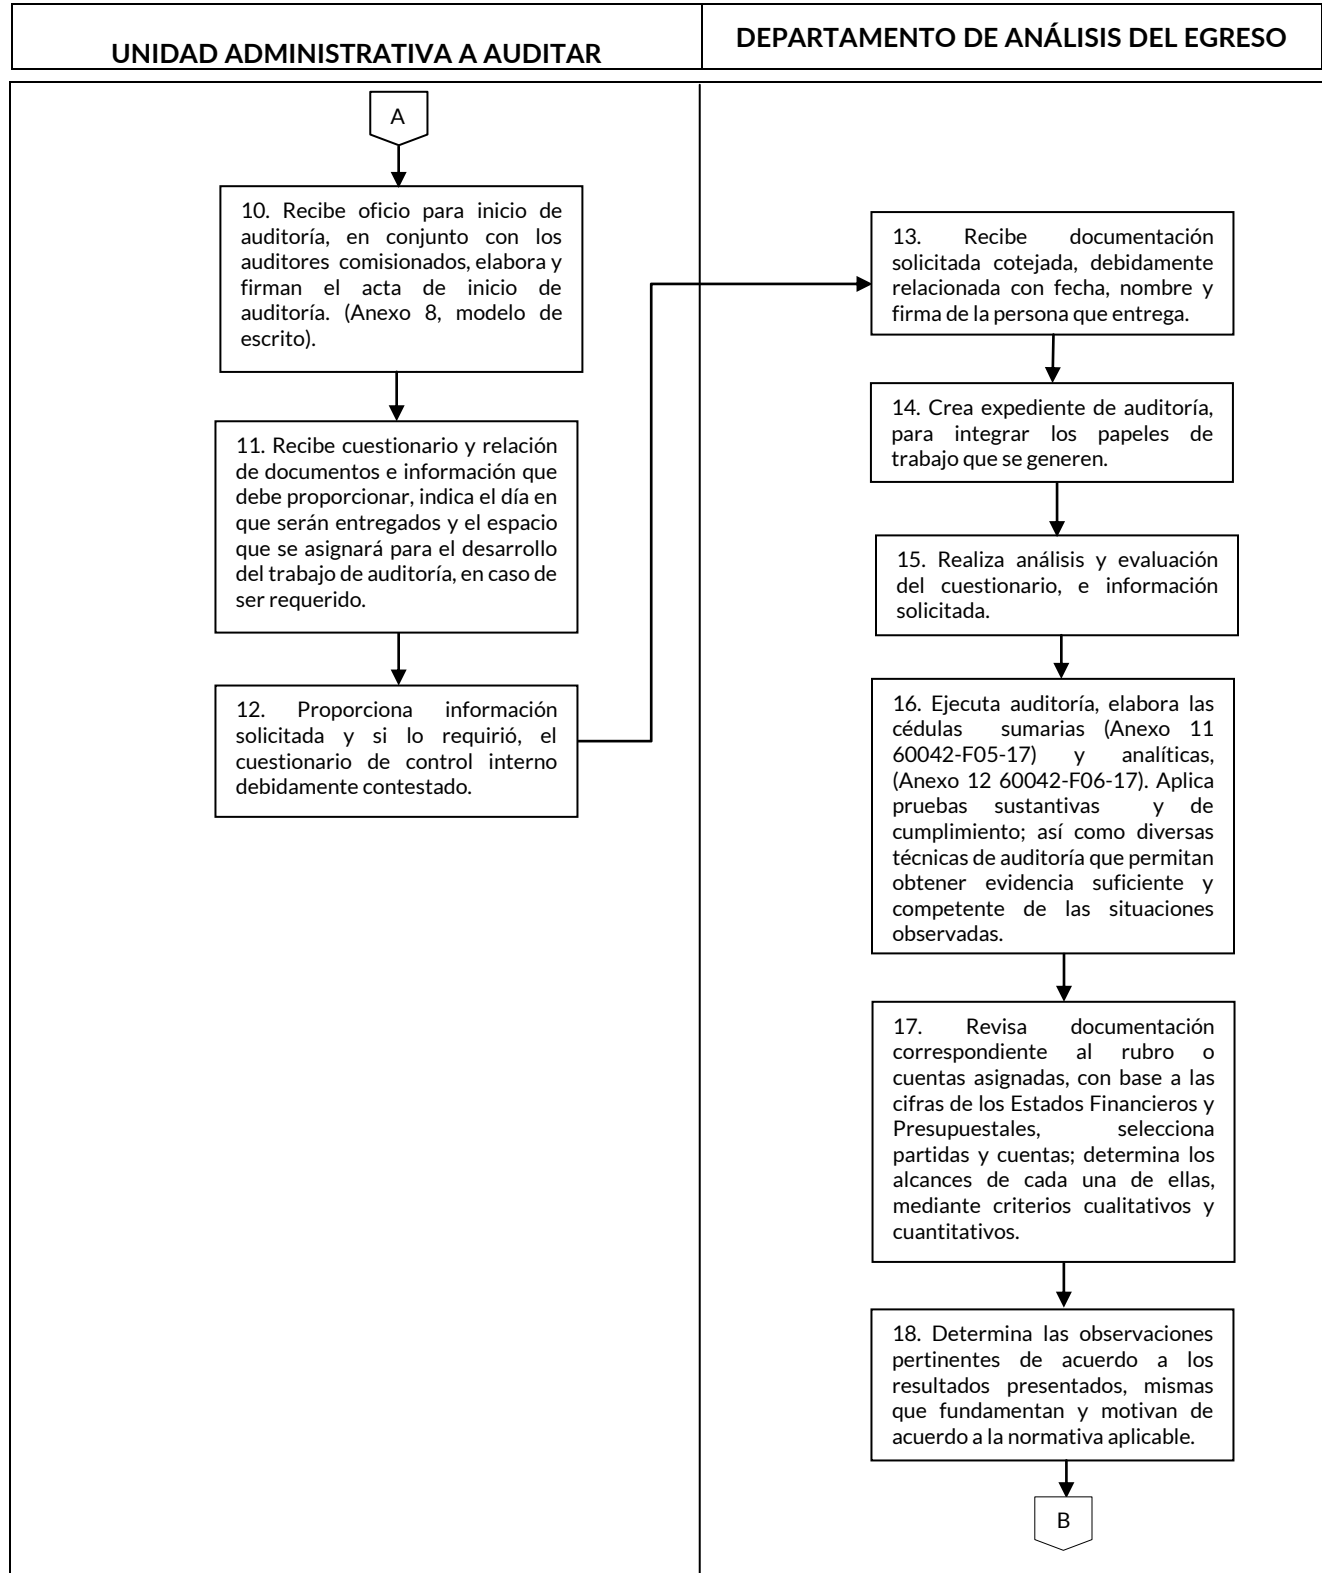 UNIDAD ADMINISTRATIVA A AUDITAR
DEPARTAMENTO DE ANÁLISIS DEL EGRESO
A
10. Recibe oficio para inicio de
auditoría, en conjunto con los
auditores comisionados, elabora y
firman el acta de inicio de
auditoría. (Anexo 8, modelo de
escrito).
11. Recibe cuestionario y relación
de documentos e información que
debe proporcionar, indica el día en
que serán entregados y el espacio
que se asignará para el desarrollo
del trabajo de auditoría, en caso de
ser requerido.
12. Proporciona información
solicitada y si lo requirió, el
cuestionario de control interno
debidamente contestado.
13. Recibe documentación
solicitada cotejada, debidamente
relacionada con fecha, nombre y
firma de la persona que entrega.
14. Crea expediente de auditoría,
para integrar los papeles de
trabajo que se generen.
15. Realiza análisis y evaluación
del cuestionario, e información
solicitada.
16. Ejecuta auditoría, elabora las
cédulas sumarias (Anexo 11
60042-F05-17) y analíticas,
(Anexo 12 60042-F06-17). Aplica
pruebas sustantivas y de
cumplimiento; así como diversas
técnicas de auditoría que permitan
obtener evidencia suficiente y
competente de las situaciones
observadas.
17. Revisa documentación
correspondiente al rubro o
cuentas asignadas, con base a las
cifras de los Estados Financieros y
Presupuestales, selecciona
partidas y cuentas; determina los
alcances de cada una de ellas,
mediante criterios cualitativos y
cuantitativos.
18. Determina las observaciones
pertinentes de acuerdo a los
resultados presentados, mismas
que fundamentan y motivan de
acuerdo a la normativa aplicable.
B